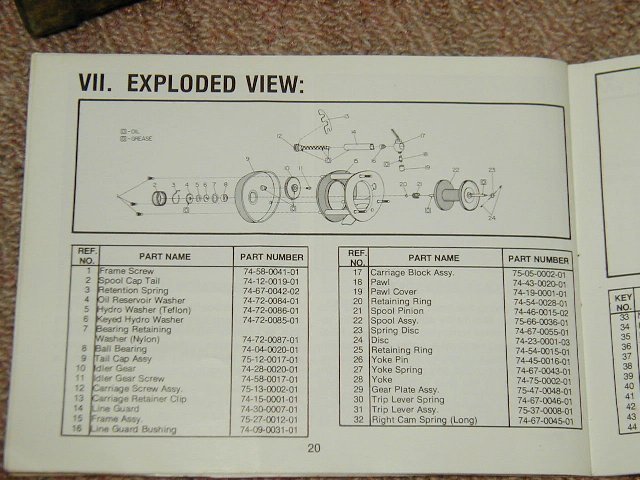 VII. EXPLODED VIEW:
- OIL
- GREASE
REF. NO. PART NAME PART NUMBER
1 Frame Screw 74-58-0041-01
2 Spool Cap Tail 74-12-0019-01
3 Retention Spring 74-67-0042-02
4 Oil Reservoir Washer 74-72-0084-01
5 Hydro Washer (Teflon) 74-72-0086-01
6 Keyed Hydro Washer 74-72-0085-01
7 Bearing Retaining
Washer (Nylon) 74-72-0087-01
8 Ball Bearing 74-04-0020-01
9 Tail Cap Assy 75-12-0017-01
10 Idler Gear 74-28-0020-01
11 Idler Gear Screw 74-58-0017-01
12 Carriage Screw Assy. 75-13-0002-01
13 Carriage Retainer Clip 74-15-0001-01
14 Line Guard 74-30-0007-01
15 Frame Assy. 75-27-0012-01
16 Line Guard Bushing 74-09-0031-01
REF. NO. PART NAME PART NUMBER
17 Carriage Block Assy. 75-05-0002-01
18 Pawl 74-43-0020-01
19 Pawl Cover 74-19-0001-01
20 Retaining Ring 74-54-0028-01
21 Spool Pinion 74-46-0015-02
22 Spool Assy. 75-66-0036-01
23 Spring Disc 74-67-0055-01
24 Disc 74-23-0001-03
25 Retaining Ring 74-54-0015-01
26 Yoke Pin 74-45-0016-01
27 Yoke Spring 74-67-0043-01
28 Yoke 74-75-0002-01
29 Gear Plate Assy. 75-47-0048-01
30 Trip Lever Spring 74-67-0046-01
31 Trip Lever Assy. 75-37-0008-01
32 Right Cam Spring (Long) 74-67-0045-01
20
KEY
NO.
33
34
35
36
37
38
39
40
41
42
43
44